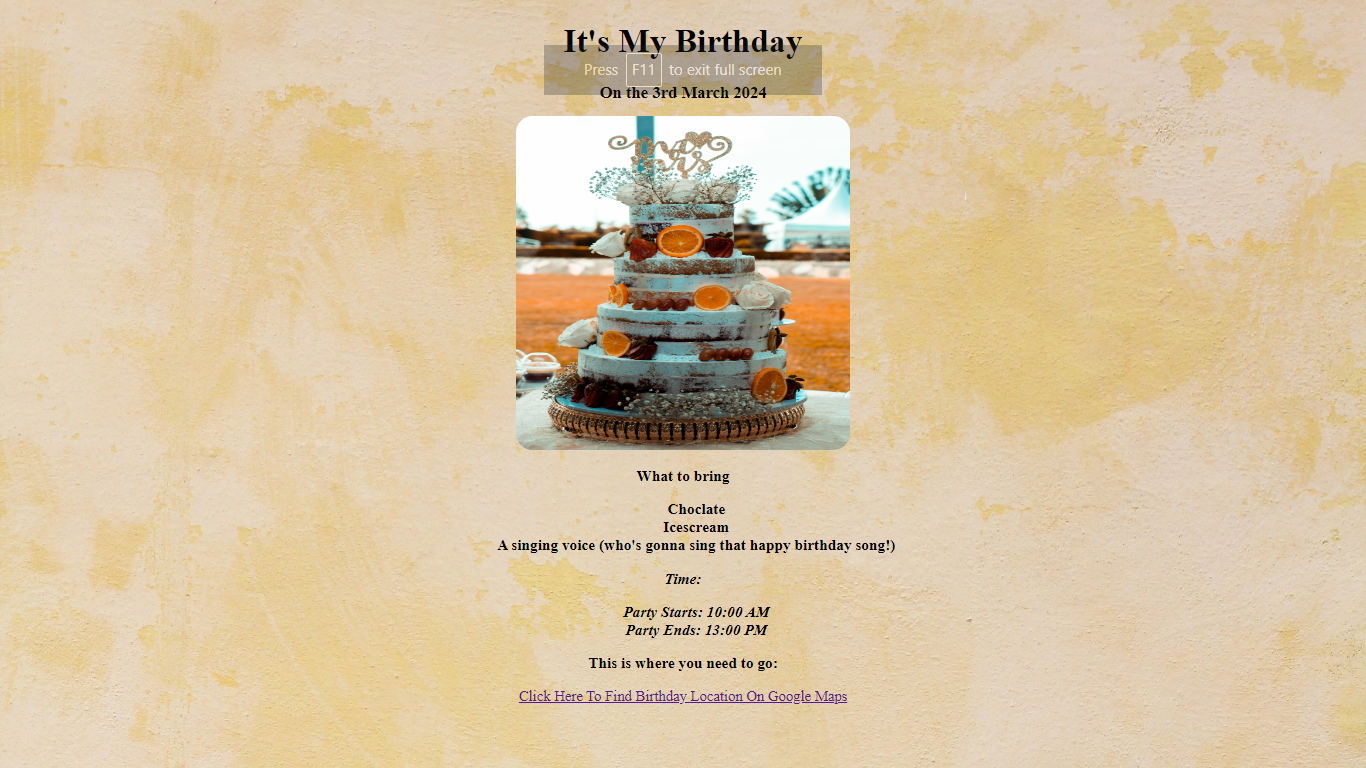 It's My Birthday
Press F11 to exit full screen
On the 3rd March 2024
mr
mrs
What to bring
Choclate
Icescream
A singing voice (who's gonna sing that happy birthday song!)
Time:
Party Starts: 10:00 AM
Party Ends: 13:00 PM
This is where you need to go:
Click Here To Find Birthday Location On Google Maps